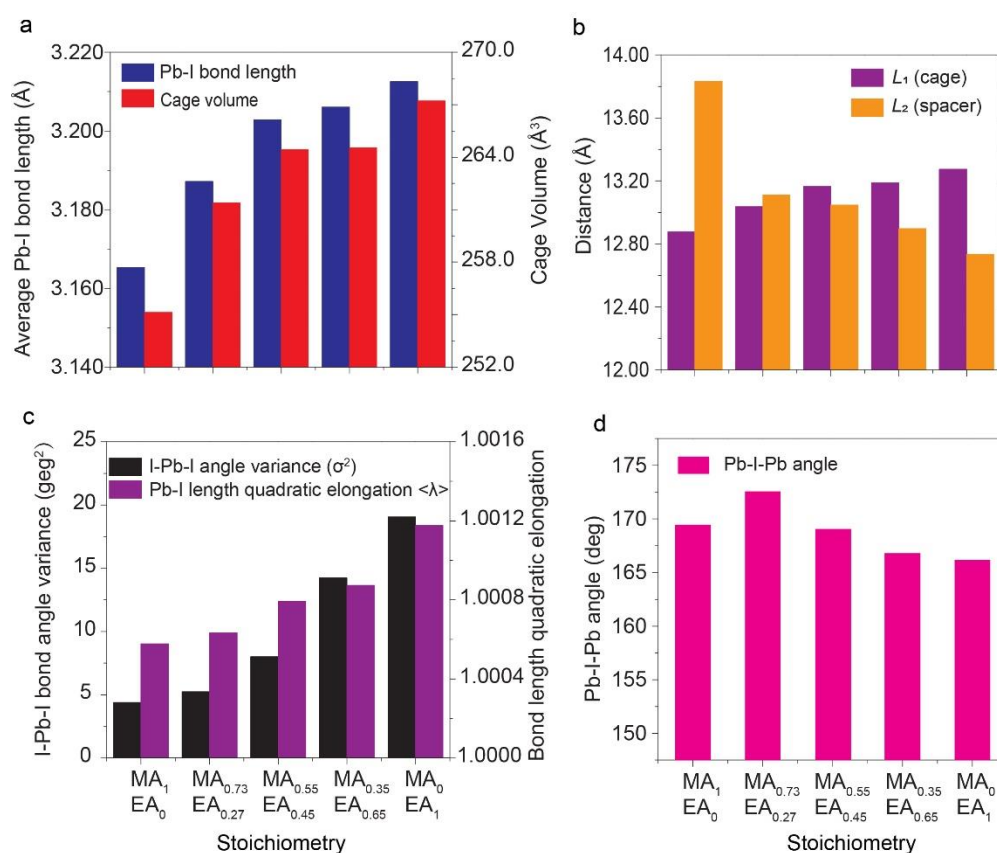 a
Average Pb-I bond length (Å)
3.220
3.200
3.180
3.160
3.140
Pb-I bond length
Cage volume
270.0
264.0
258.0
252.0
Cage Volume (Å³)
b
Distance (Å)
14.00
13.60
13.20
12.80
12.40
12.00
L₁ (cage)
L₂ (spacer)
c
I-Pb-I bond angle variance (geg²)
25
20
15
10
5
0
I-Pb-I angle variance (σ²)
Pb-I length quadratic elongation <λ>
1.0016
1.0012
1.0008
1.0004
1.0000
Bond length quadratic elongation
MA₁ MA₀.₇₃ MA₀.₅₅ MA₀.₃₅ MA₀
EA₀ EA₀.₂₇ EA₀.₄₅ EA₀.₆₅ EA₁
Stoichiometry
d
Pb-I-Pb angle (deg)
175
170
165
160
155
150
Pb-I-Pb angle
MA₁ MA₀.₇₃ MA₀.₅₅ MA₀.₃₅ MA₀
EA₀ EA₀.₂₇ EA₀.₄₅ EA₀.₆₅ EA₁
Stoichiometry